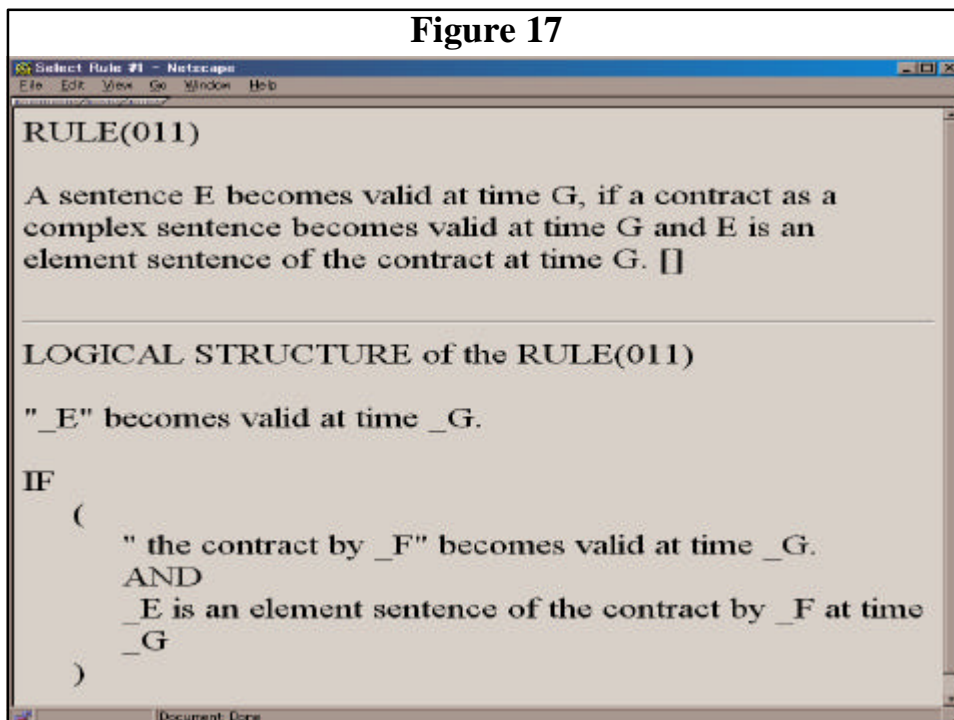 Figure 17
Select Rule #1 - Netscape
File Edit View Go Window Help
RULE(011)
A sentence E becomes valid at time G, if a contract as a
complex sentence becomes valid at time G and E is an
element sentence of the contract at time G. []
LOGICAL STRUCTURE of the RULE(011)
"_E" becomes valid at time _G.
IF
(
" the contract by _F" becomes valid at time _G.
AND
_E is an element sentence of the contract by _F at time
_G
)
Document: Done